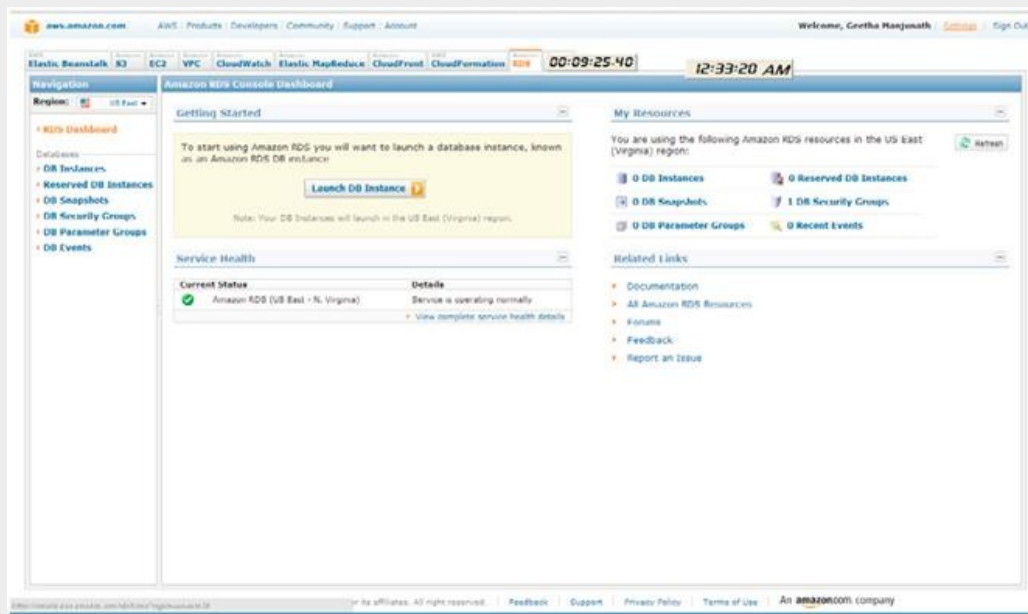 aws.amazon.com AWS | Products | Developers | Community | Support | Account Welcome, Geetha Manjunath | Settings | Sign Out
Elastic Beanstalk S3 EC2 VPC CloudWatch Elastic MapReduce CloudFront CloudFormation RDS 00:09:25.40 12:33:20 AM
Navigation
Region: US East
RDS Dashboard
Databases
DB Instances
Reserved DB Instances
DB Snapshots
DB Security Groups
DB Parameter Groups
DB Events
Amazon RDS Console Dashboard
Getting Started
To start using Amazon RDS you will want to launch a database instance, known
as an Amazon RDS DB instance
Launch DB Instance
Note: Your DB Instances will launch in the US East (Virginia) region.
Service Health
Current Status Details
Amazon RDS (US East - N. Virginia) Service is operating normally
View complete service health details
My Resources
You are using the following Amazon RDS resources in the US East
(Virginia) region:
Refresh
0 DB Instances 0 Reserved DB Instances
0 DB Snapshots 1 DB Security Groups
0 DB Parameter Groups 0 Recent Events
Related Links
Documentation
All Amazon RDS Resources
Forums
Feedback
Report an Issue
or its affiliates. All right reserved. | Feedback | Support | Privacy Policy | Terms of Use | An amazon.com company